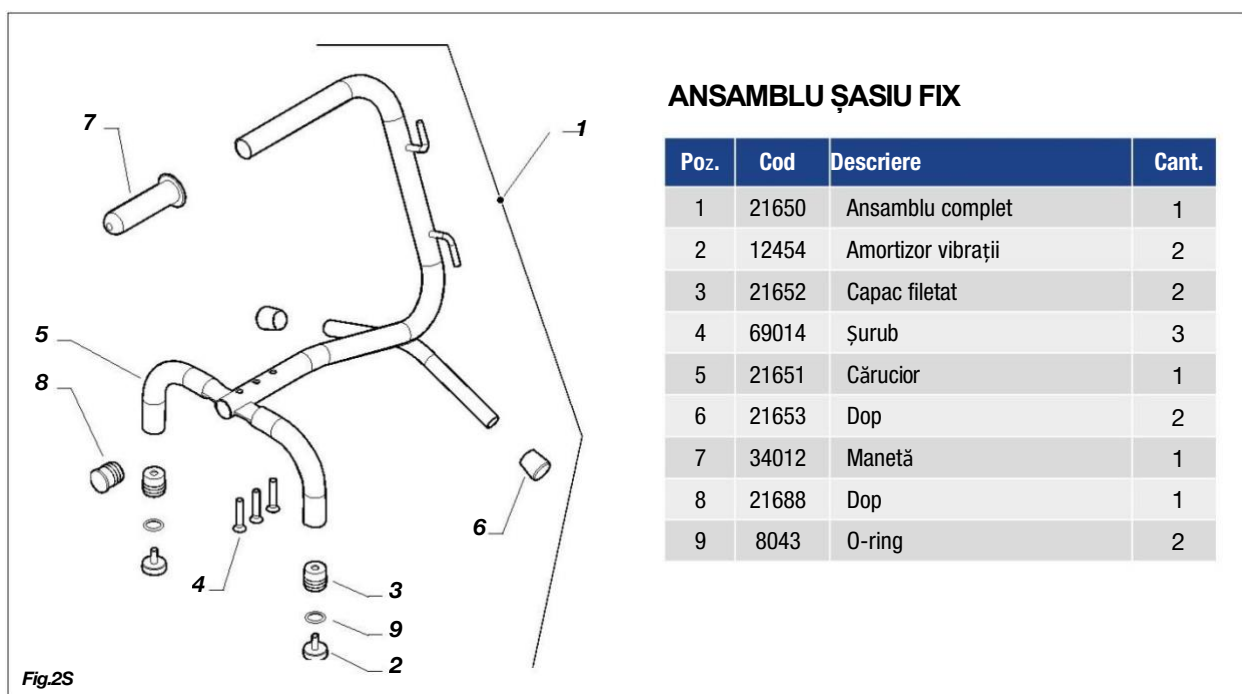 ANSAMBLU ȘASIU FIX
Poz. Cod Descriere Cant.
1 21650 Ansamblu complet 1
2 12454 Amortizor vibrații 2
3 21652 Capac filetat 2
4 69014 Șurub 3
5 21651 Cărucior 1
6 21653 Dop 2
7 34012 Manetă 1
8 21688 Dop 1
9 8043 O-ring 2
7
1
5
8
6
4
3
9
2
Fig.2S